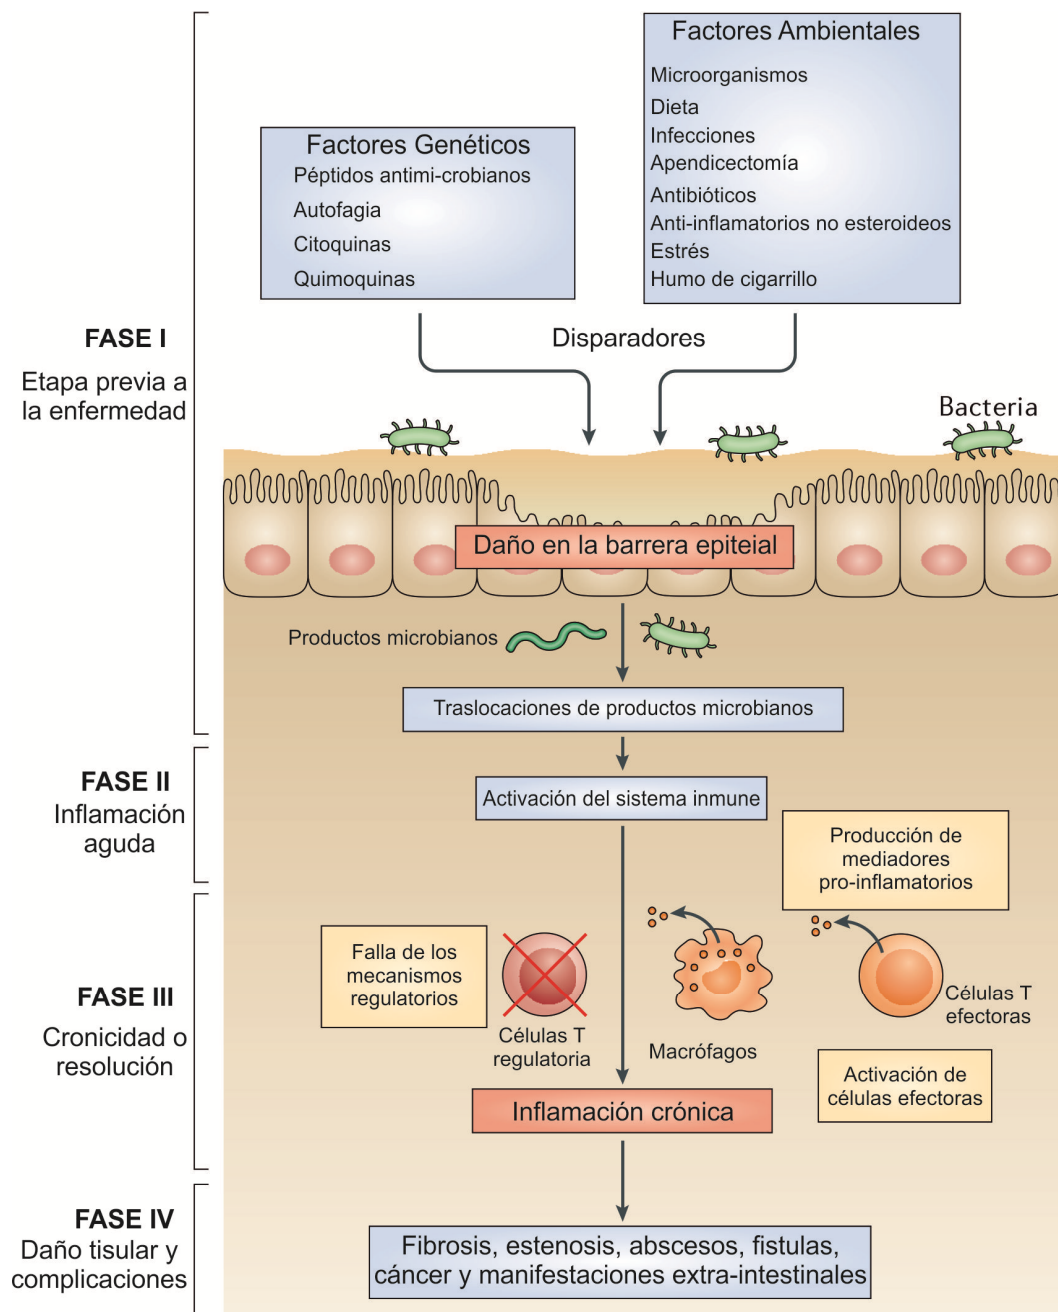 Factores Ambientales
Microorganismos
Dieta
Infecciones
Apendicectomía
Antibióticos
Anti-inflamatorios no esteroideos
Estrés
Humo de cigarrillo
Factores Genéticos
Péptidos antimi-crobianos
Autofagia
Citoquinas
Quimoquinas
Disparadores
FASE I
Etapa previa a
la enfermedad
Bacteria
Daño en la barrera epiteial
Productos microbianos
Traslocaciones de productos microbianos
FASE II
Inflamación
aguda
Activación del sistema inmune
Producción de
mediadores
pro-inflamatorios
FASE III
Cronicidad o
resolución
Falla de los
mecanismos
regulatorios
Células T
regulatoria
Macrófagos
Células T
efectoras
Activación de
células efectoras
Inflamación crónica
FASE IV
Daño tisular y
complicaciones
Fibrosis, estenosis, abscesos, fistulas,
cáncer y manifestaciones extra-intestinales